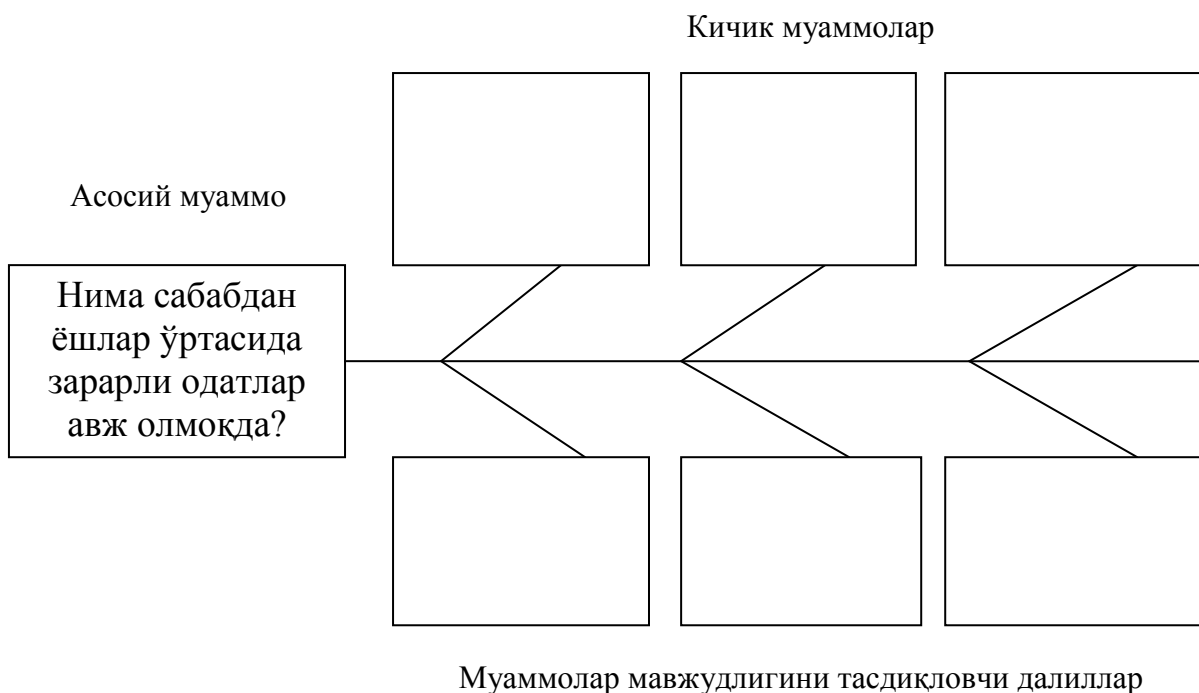 Кичик муаммолар
Асосий муаммо
Нима сабабдан
ёшлар ўртасида
зарарли одатлар
авж олмоқда?
Муаммолар мавжудлигини тасдиқловчи далиллар